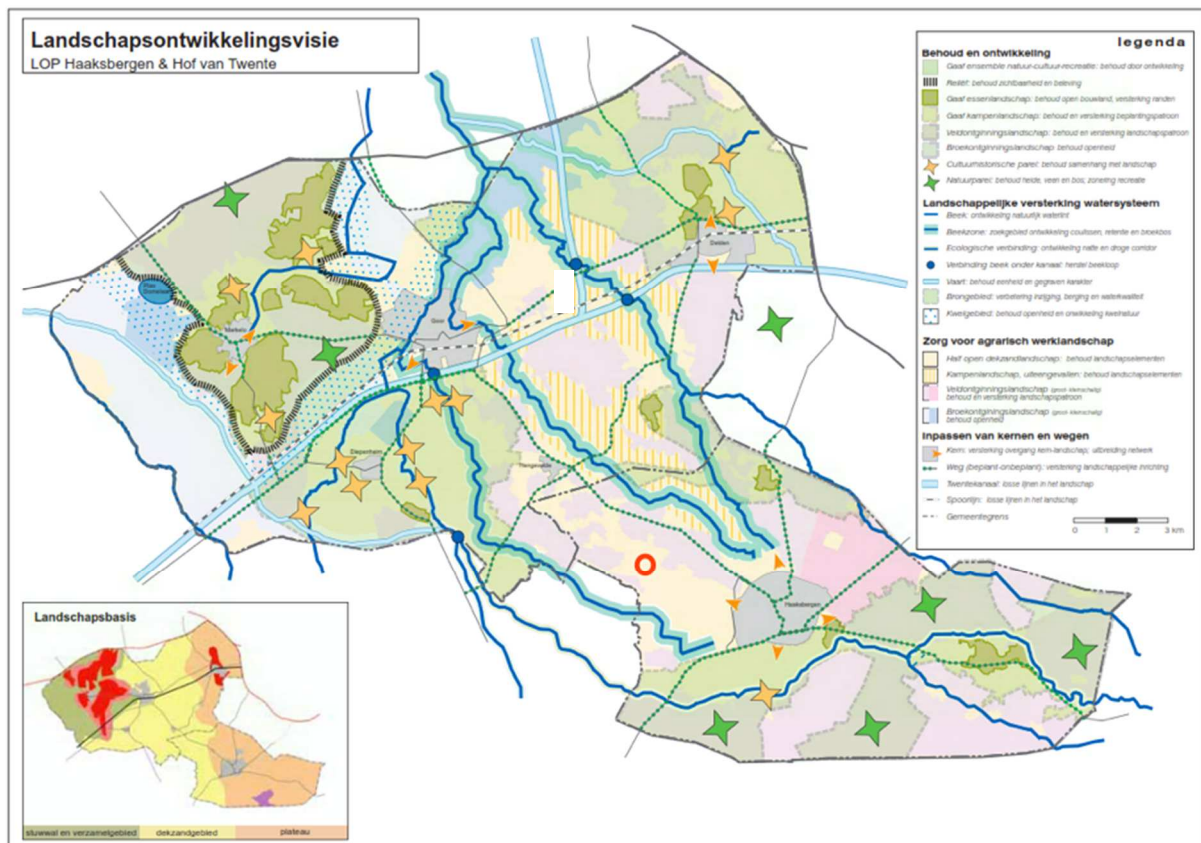 Landschapsontwikkelingsvisie
LOP Haaksbergen & Hof van Twente
legenda
Behoud en ontwikkeling
Gaaf ensemble natuur-cultuur-recreatie: behoud door ontwikkeling
Reliëf: behoud zichtbaarheid en beleving
Gaaf essenlandschap: behoud open bouwland, versterking randen
Gaaf kampenlandschap: behoud en versterking beplantingspatroon
Veldontginningslandschap: behoud en versterking landschapspatroon
Broekontginningslandschap: behoud openheid
Cultuurhistorische parel: behoud samenhang met landschap
Natuurparel: behoud heide, veen en bos; zonering recreatie
Landschappelijke versterking watersysteem
Beek: ontwikkeling natuurlijk waterlint
Beekzone: zoekgebied ontwikkeling coulissen, retentie en broekbos
Ecologische verbinding: ontwikkeling natte en droge corridor
Verbinding beek onder kanaal: herstel beekloop
Vaart: behoud eenheid en gegraven karakter
Brongebied: verbetering inzijging, berging en waterkwaliteit
Kwelgebied: behoud openheid en ontwikkeling kwelnatuur
Zorg voor agrarisch werklandschap
Half open dekzandlandschap: behoud landschapselementen
Kampenlandschap, uiteengevallen: behoud landschapselementen
Veldontginningslandschap (groot-kleinschalig)
behoud en versterking landschapspatroon
Broekontginningslandschap (groot-kleinschalig)
behoud openheid
Inpassen van kernen en wegen
Kern: versterking overgang kern-landschap; uitbreiding netwerk
Weg (beplant-onbeplant): versterking landschappelijke inrichting
Twentekanaal: losse lijnen in het landschap
Spoorlijn: losse lijnen in het landschap
Gemeentegrens
0 1 2 3 km
Delden
Goor
Markelo
Diepenheim
Haaksbergen
Landschapsbasis
stuwwal en verzamelgebied
dekzandgebied
plateau